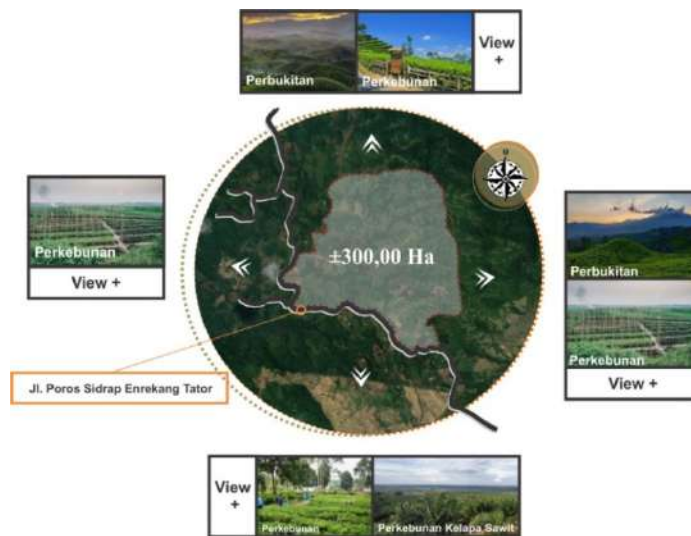 View
+
Perbukitan
Perkebunan
±300,00 Ha
Perkebunan
View +
Perbukitan
Perkebunan
View +
Jl. Poros Sidrap Enrekang Tator
View
+
Perkebunan
Perkebunan Kelapa Sawit